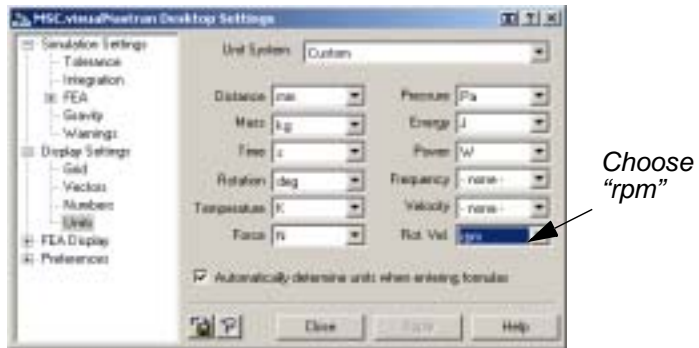 MSC.visualNastran Desktop Settings
Simulation Settings
Tolerance
Integration
FEA
Gravity
Warnings
Display Settings
Grid
Vectors
Numbers
Units
FEA Display
Preferences
Unit System Custom
Distance mm Pressure Pa
Mass kg Energy J
Time s Power W
Rotation deg Frequency - none -
Temperature K Velocity - none -
Force N Rot. Vel. rpm
Automatically determine units when entering formulas
Close Help
Choose
“rpm”